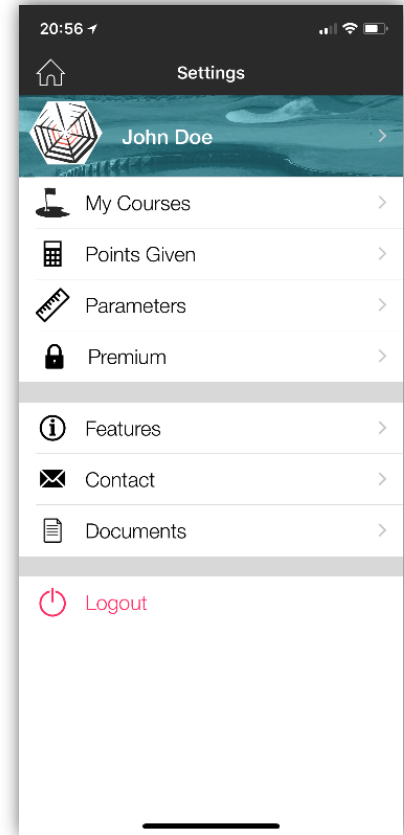 20:56
Settings
John Doe
My Courses
Points Given
Parameters
Premium
Features
Contact
Documents
Logout